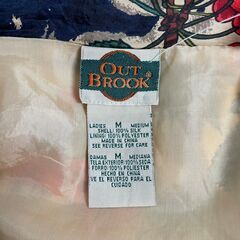 OUT
BROOK®
LADIES M MEDIUM
SHELL: 100% SILK
LINING: 100% POLYESTER
MADE IN CHINA
SEE REVERSE FOR CARE
DAMAS M MEDIANA
TELA EXTERIOR: 100% SEDA
FORRO: 100% POLYESTER
HECHO EN CHINA
VE EL REVERSO PARA EL
CUIDADO